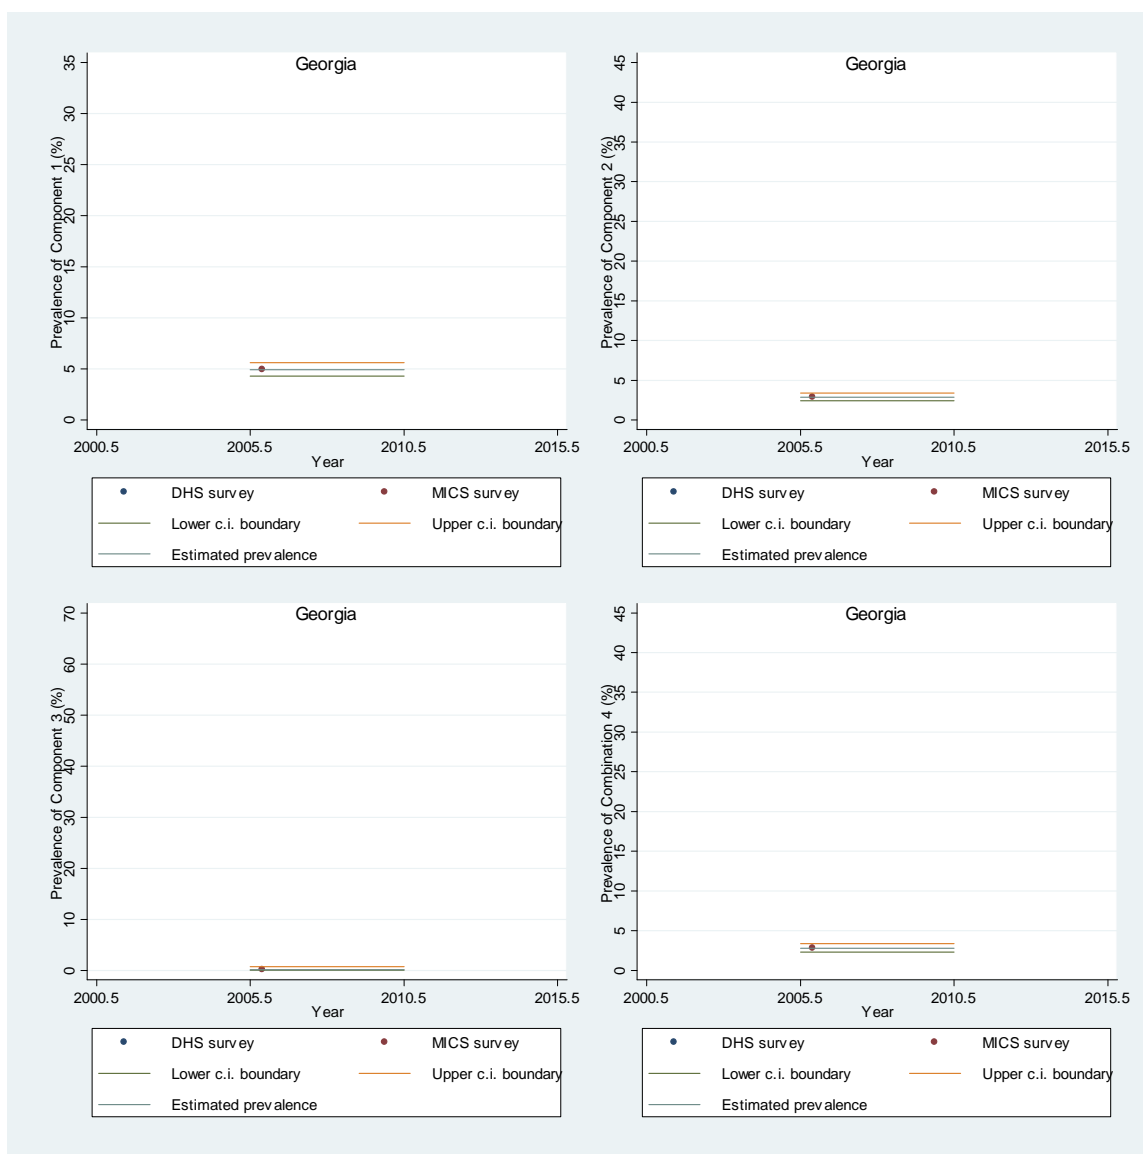 Georgia
Prevalence of Component 1 (%)
35
30
25
20
15
10
5
0
2000.5 2005.5 2010.5 2015.5
Year
DHS survey MICS survey
Lower c.i. boundary Upper c.i. boundary
Estimated prevalence
Georgia
Prevalence of Component 2 (%)
45
40
35
30
25
20
15
10
5
0
2000.5 2005.5 2010.5 2015.5
Year
DHS survey MICS survey
Lower c.i. boundary Upper c.i. boundary
Estimated prevalence
Georgia
Prevalence of Component 3 (%)
70
60
50
40
30
20
10
0
2000.5 2005.5 2010.5 2015.5
Year
DHS survey MICS survey
Lower c.i. boundary Upper c.i. boundary
Estimated prevalence
Georgia
Prevalence of Combination 4 (%)
45
40
35
30
25
20
15
10
5
0
2000.5 2005.5 2010.5 2015.5
Year
DHS survey MICS survey
Lower c.i. boundary Upper c.i. boundary
Estimated prevalence